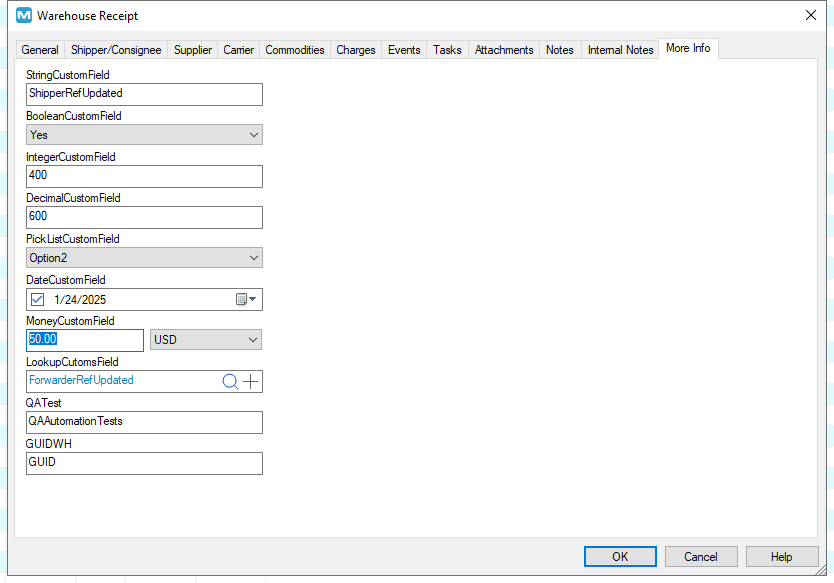 M Warehouse Receipt
General Shipper/Consignee Supplier Carrier Commodities Charges Events Tasks Attachments Notes Internal Notes More Info
StringCustomField
ShipperRefUpdated
BooleanCustomField
Yes
IntegerCustomField
400
DecimalCustomField
600
PickListCustomField
Option2
DateCustomField
1/24/2025
MoneyCustomField
50.00 USD
LookupCutomsField
ForwarderRefUpdated
QATest
QAAutomationTests
GUIDWH
GUID
OK Cancel Help